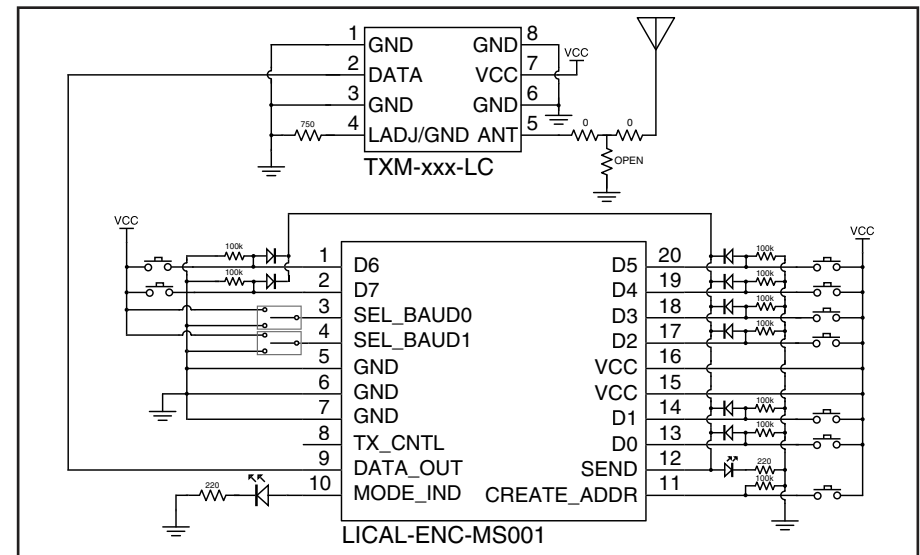 1 GND GND 8
2 DATA VCC 7
VCC
3 GND GND 6
4 LADJ/GND ANT 5
750
0 0
OPEN
TXM-xxx-LC
VCC
VCC
100k
100k
100k
100k
100k
100k
1 D6 D5 20
2 D7 D4 19
3 SEL_BAUD0 D3 18
4 SEL_BAUD1 D2 17
5 GND VCC 16
6 GND VCC 15
7 GND D1 14
100k
8 TX_CNTL D0 13
100k
9 DATA_OUT SEND 12
220
10 MODE_IND CREATE_ADDR 11
100k
220
LICAL-ENC-MS001